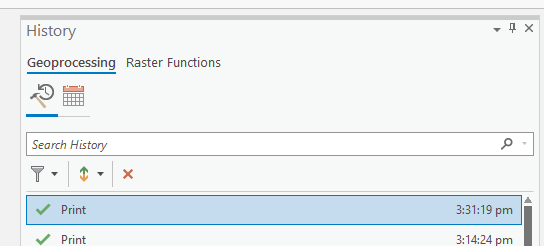 History
Geoprocessing Raster Functions
Search History
Print 3:31:19 pm
Print 3:14:24 pm